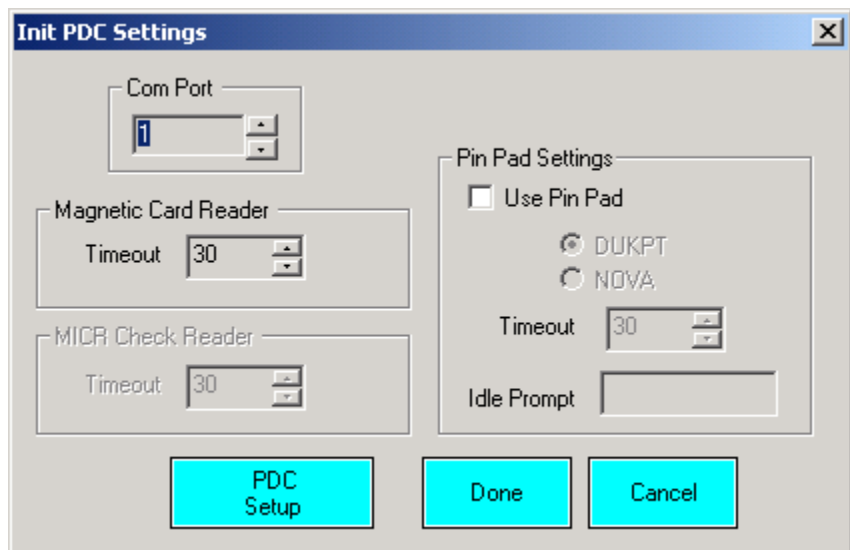 Init PDC Settings
Com Port
1
Magnetic Card Reader
Timeout 30
MICR Check Reader
Timeout 30
Pin Pad Settings
Use Pin Pad
DUKPT
NOVA
Timeout 30
Idle Prompt
PDC
Setup
Done
Cancel